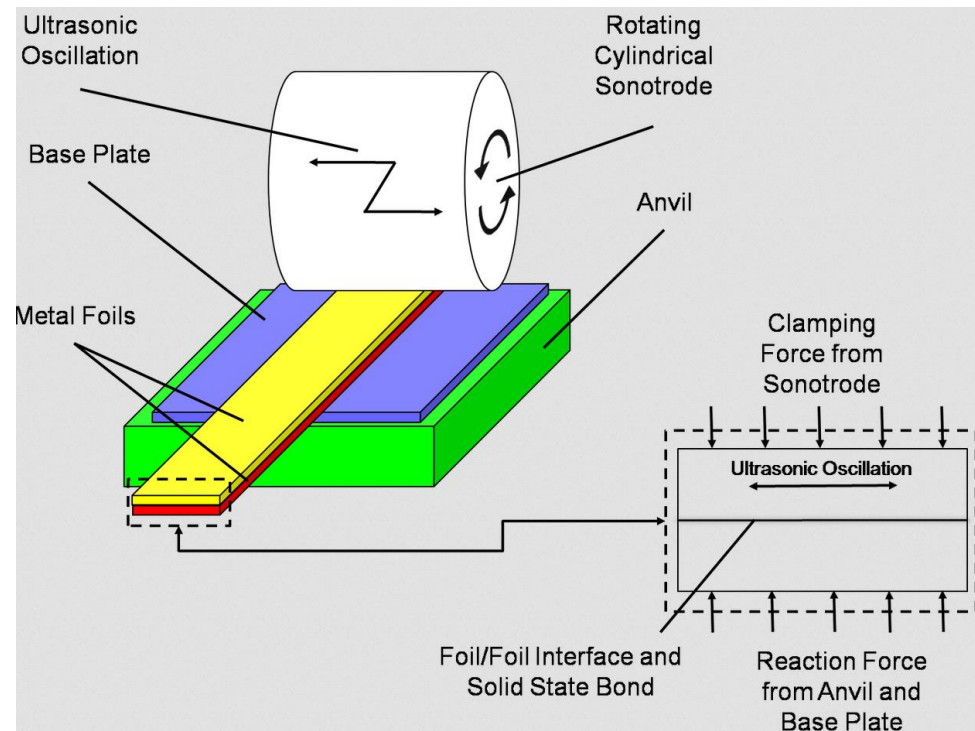 Ultrasonic
Oscillation
Rotating
Cylindrical
Sonotrode
Base Plate
Anvil
Metal Foils
Clamping
Force from
Sonotrode
Ultrasonic Oscillation
Foil/Foil Interface and
Solid State Bond
Reaction Force
from Anvil and
Base Plate